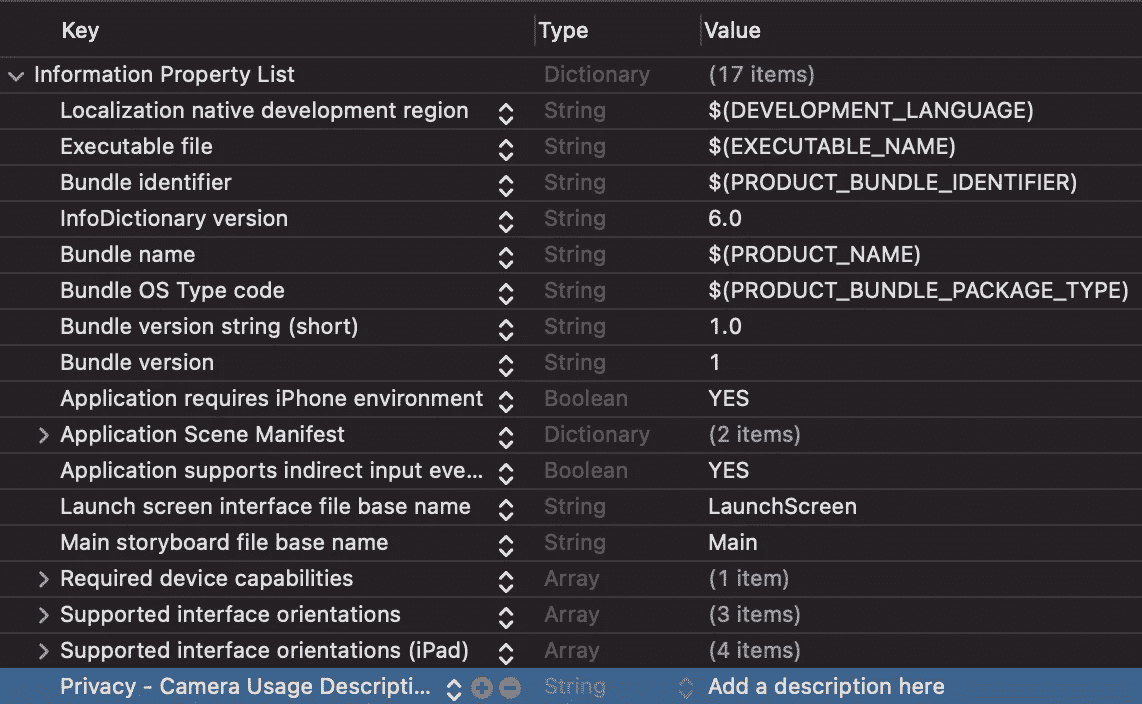 Key Type Value
Information Property List Dictionary (17 items)
Localization native development region String $(DEVELOPMENT_LANGUAGE)
Executable file String $(EXECUTABLE_NAME)
Bundle identifier String $(PRODUCT_BUNDLE_IDENTIFIER)
InfoDictionary version String 6.0
Bundle name String $(PRODUCT_NAME)
Bundle OS Type code String $(PRODUCT_BUNDLE_PACKAGE_TYPE)
Bundle version string (short) String 1.0
Bundle version String 1
Application requires iPhone environment Boolean YES
Application Scene Manifest Dictionary (2 items)
Application supports indirect input eve... Boolean YES
Launch screen interface file base name String LaunchScreen
Main storyboard file base name String Main
Required device capabilities Array (1 item)
Supported interface orientations Array (3 items)
Supported interface orientations (iPad) Array (4 items)
Privacy - Camera Usage Descripti... String Add a description here